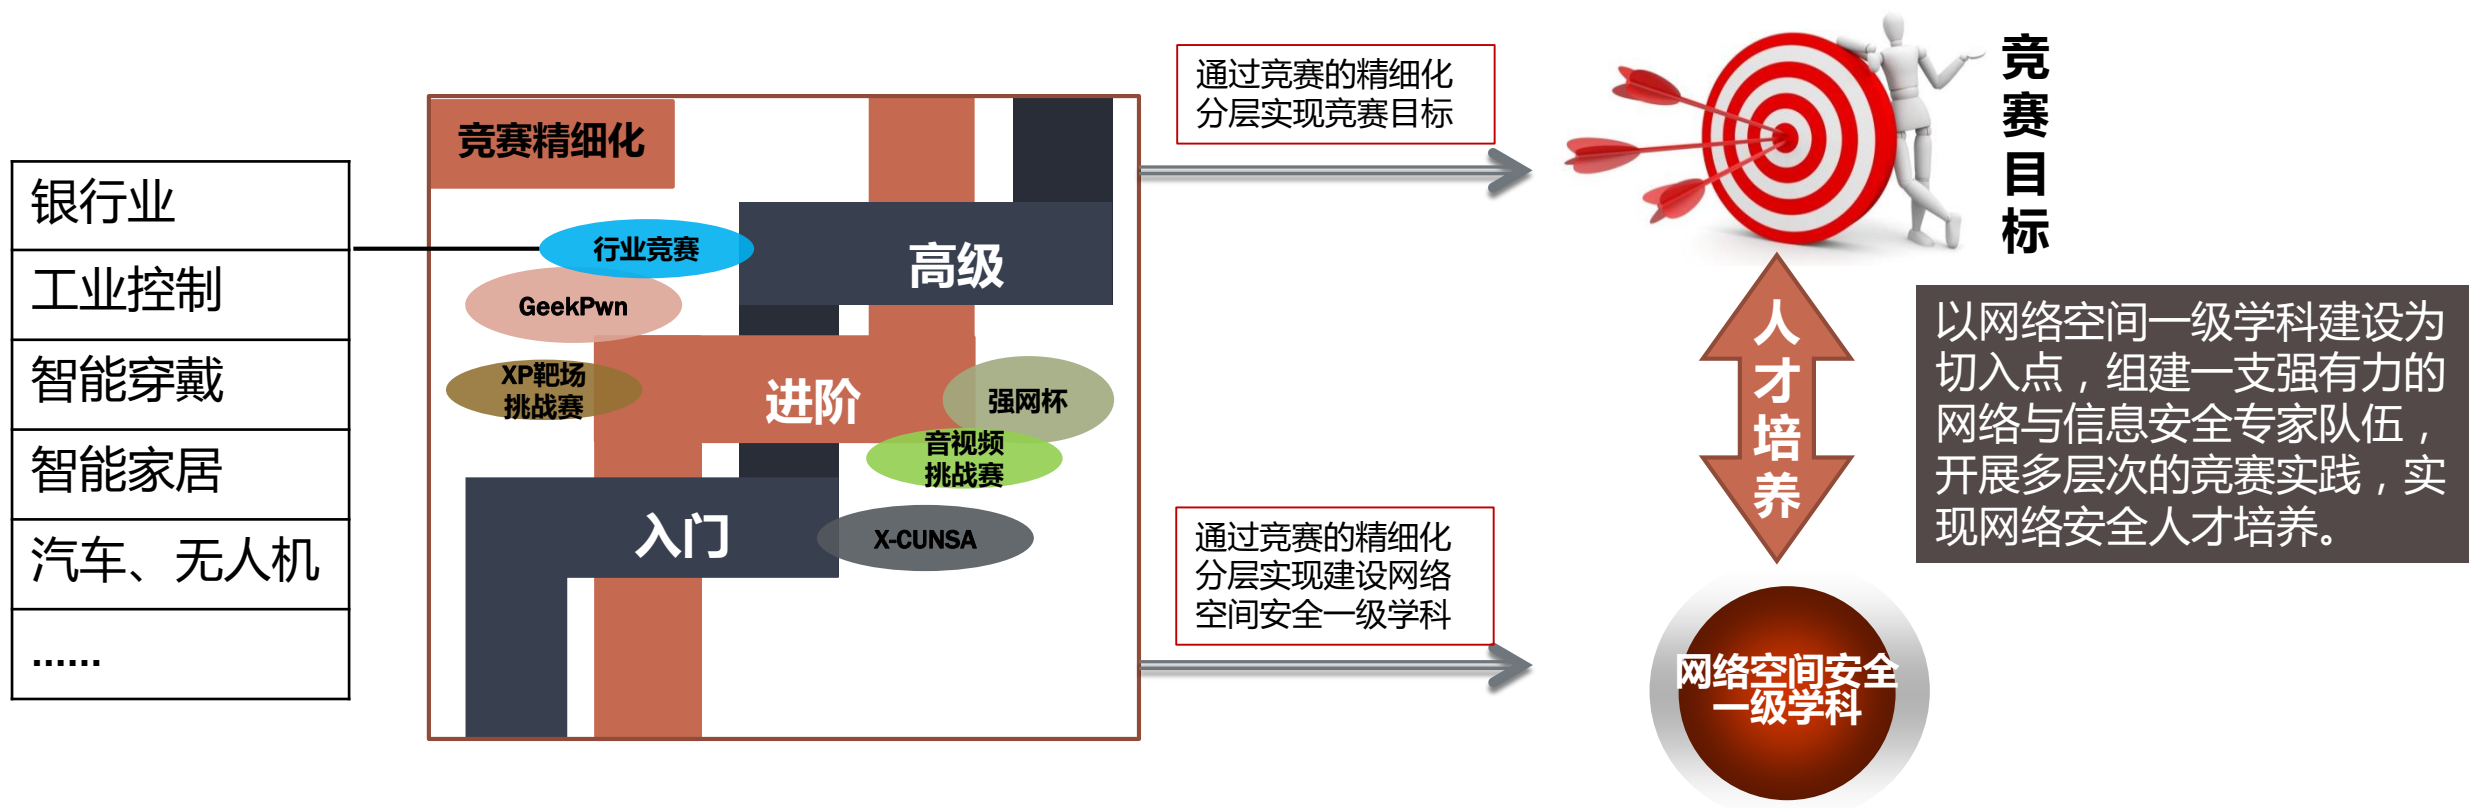 银行业
工业控制
智能穿戴
智能家居
汽车、无人机
......
竞赛精细化
行业竞赛
GeekPwn
XP靶场
挑战赛
高级
进阶
强网杯
音视频
挑战赛
入门
X-CUNSA
通过竞赛的精细化
分层实现竞赛目标
通过竞赛的精细化
分层实现建设网络
空间安全一级学科
竞赛目标
人才培养
以网络空间一级学科建设为
切入点，组建一支强有力的
网络与信息安全专家队伍，
开展多层次的竞赛实践，实
现网络安全人才培养。
网络空间安全
一级学科